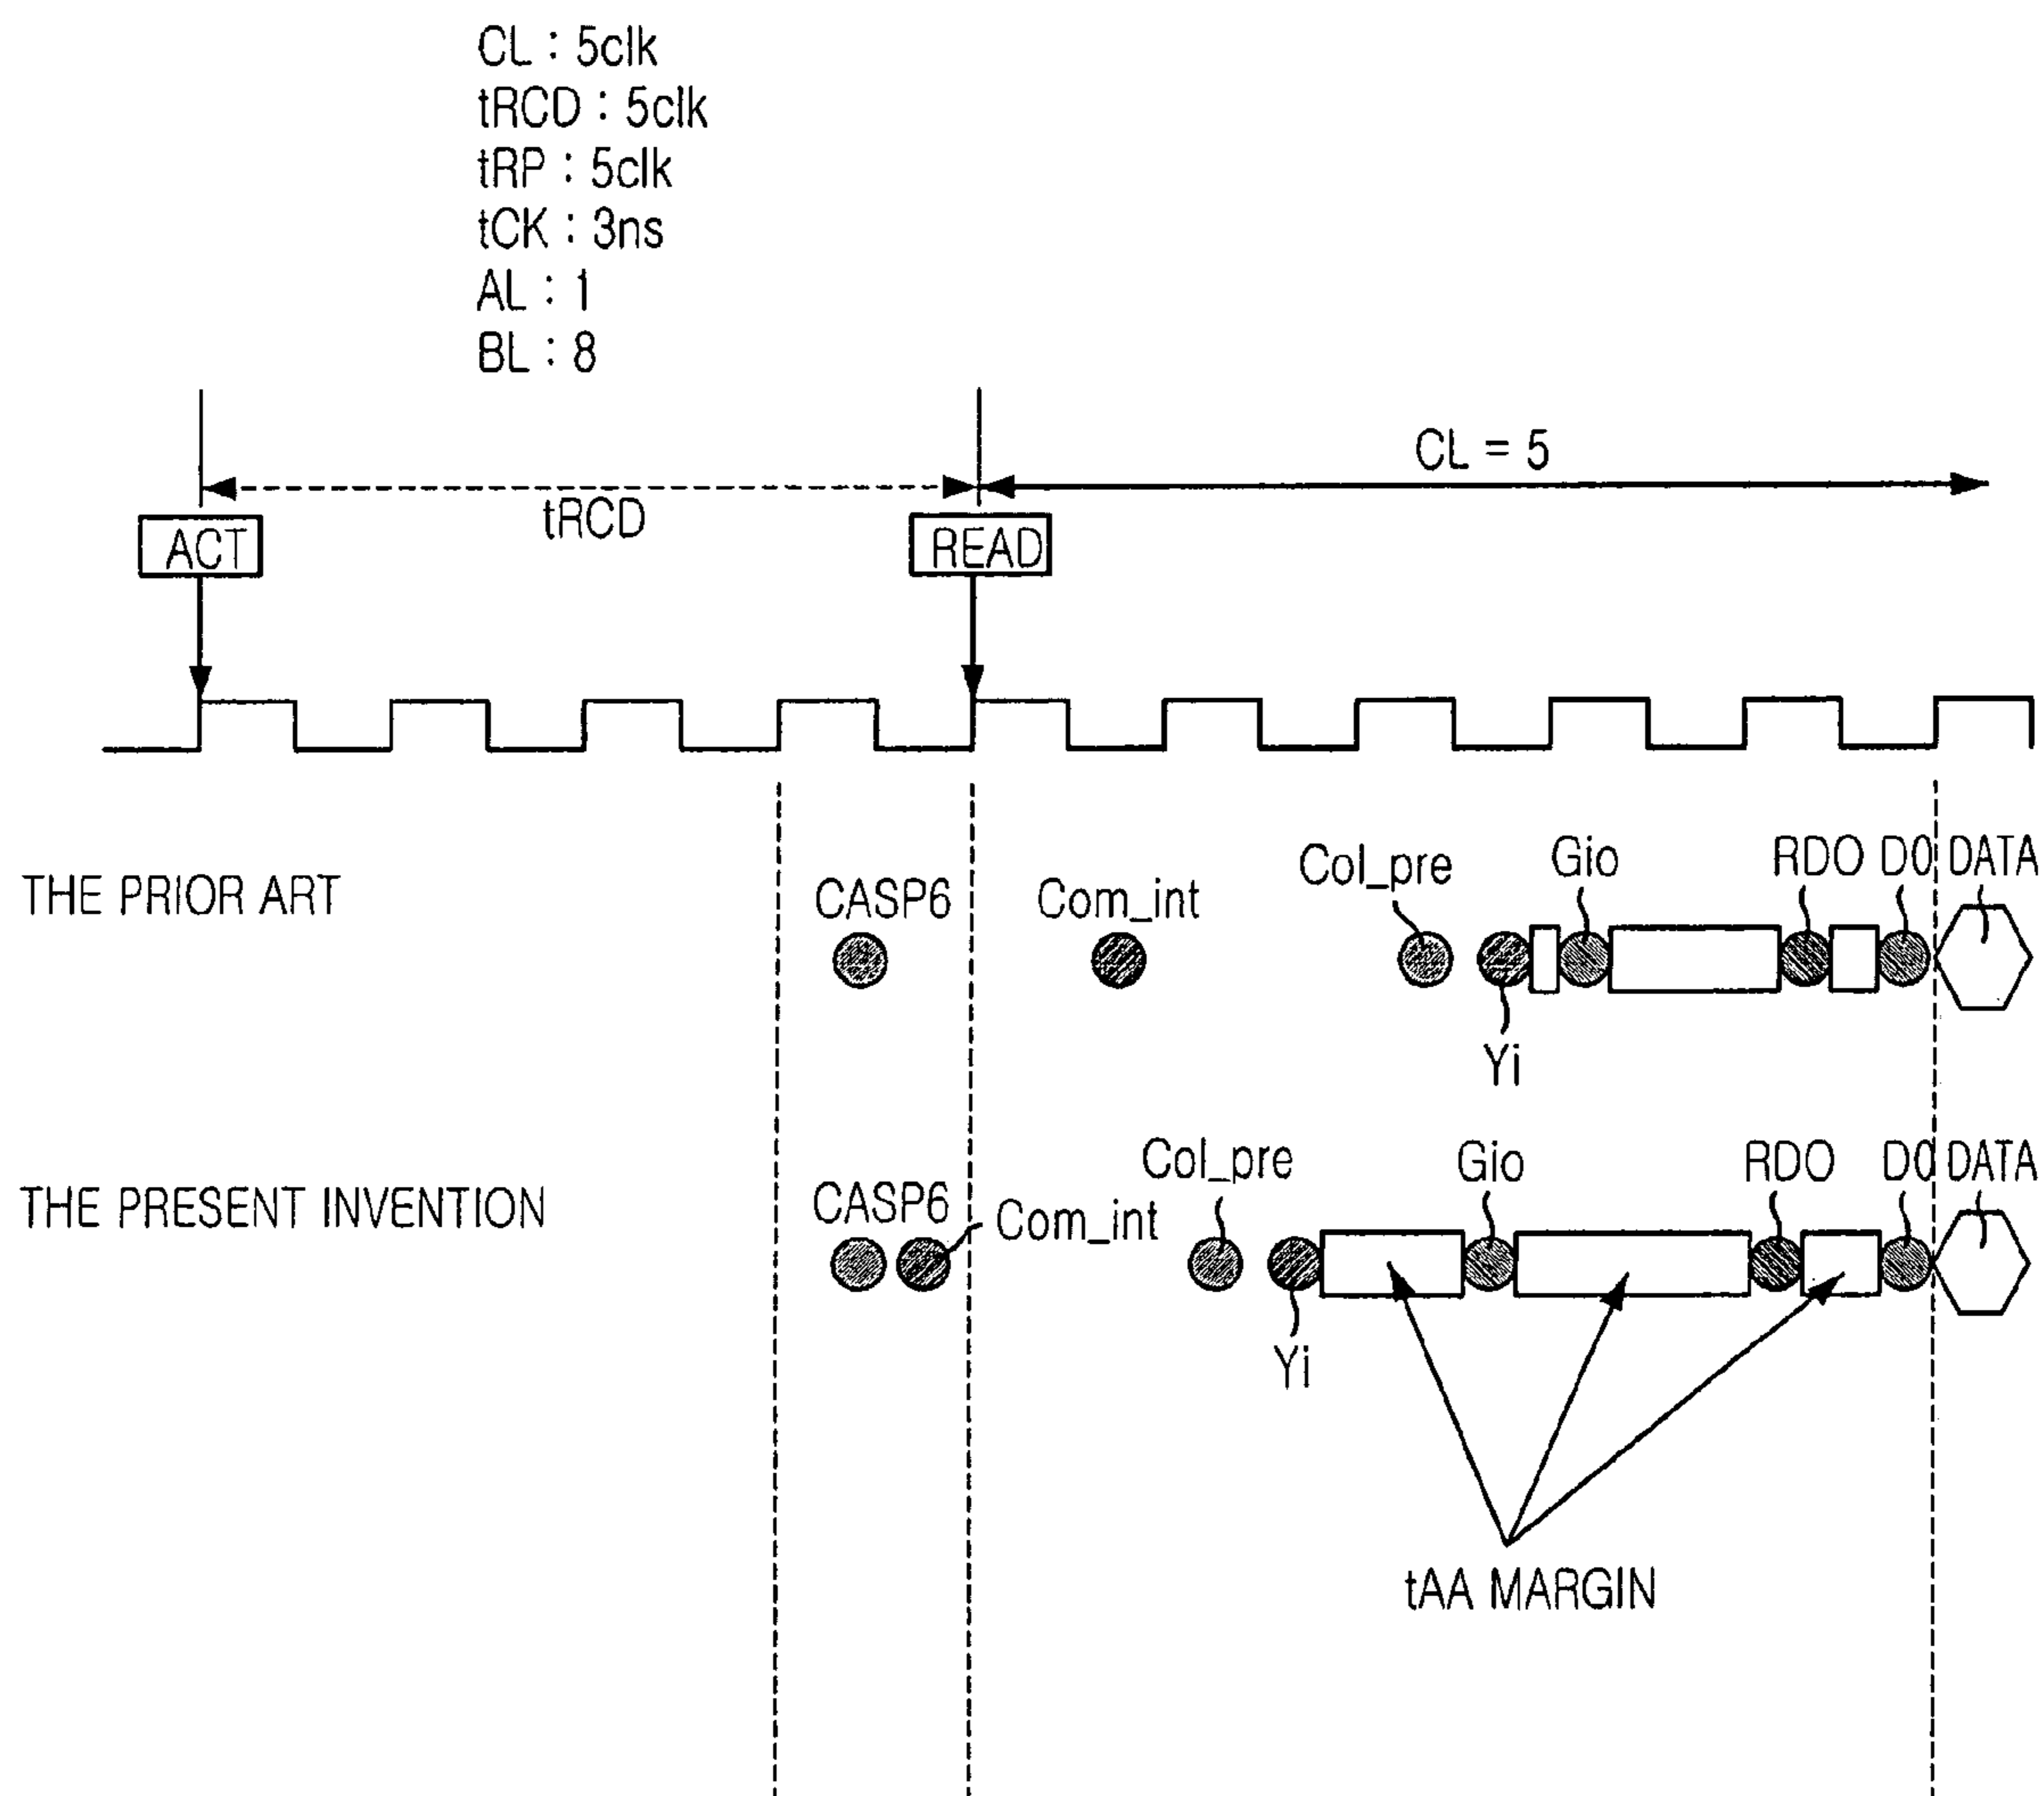 CL : 5clk
tRCD : 5clk
tRP : 5clk
tCK : 3ns
AL : 1
BL : 8
CL = 5
tRCD
ACT
READ
THE PRIOR ART
CASP6
Com_int
Col_pre
Gio
RDO
D0
DATA
Yi
THE PRESENT INVENTION
CASP6
Com_int
Col_pre
Gio
RDO
D0
DATA
Yi
tAA MARGIN